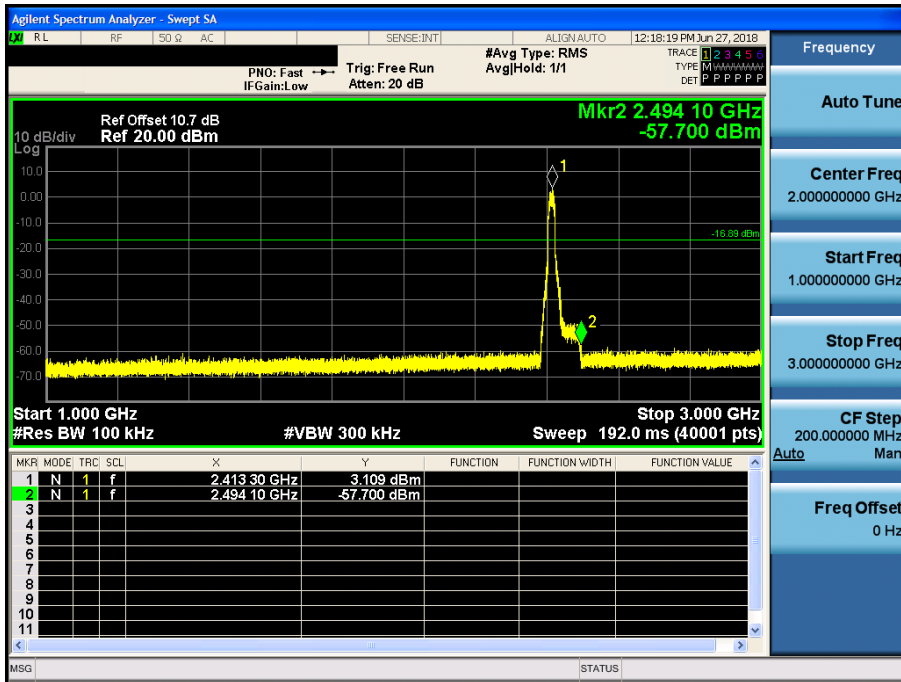 Agilent Spectrum Analyzer - Swept SA
LXI RL RF 50 Ω AC SENSE:INT ALIGN AUTO 12:18:19 PM Jun 27, 2018
PNO: Fast Trig: Free Run #Avg Type: RMS TRACE 1 2 3 4 5 6
IFGain:Low Atten: 20 dB Avg|Hold: 1/1 TYPE M WWWWW
DET P P P P P P
Mkr2 2.494 10 GHz
-57.700 dBm
Ref Offset 10.7 dB
10 dB/div Ref 20.00 dBm
Log
10.0
0.00
-10.0
-20.0
-30.0
-40.0
-50.0
-60.0
-70.0
1
-16.89 dBm
2
Start 1.000 GHz Stop 3.000 GHz
#Res BW 100 kHz #VBW 300 kHz Sweep 192.0 ms (40001 pts)
MKR MODE TRC SCL X Y FUNCTION FUNCTION WIDTH FUNCTION VALUE
1 N 1 f 2.413 30 GHz 3.109 dBm
2 N 1 f 2.494 10 GHz -57.700 dBm
3
4
5
6
7
8
9
10
11
MSG STATUS
Frequency
Auto Tune
Center Freq
2.000000000 GHz
Start Freq
1.000000000 GHz
Stop Freq
3.000000000 GHz
CF Step
200.000000 MHz
Auto Man
Freq Offset
0 Hz